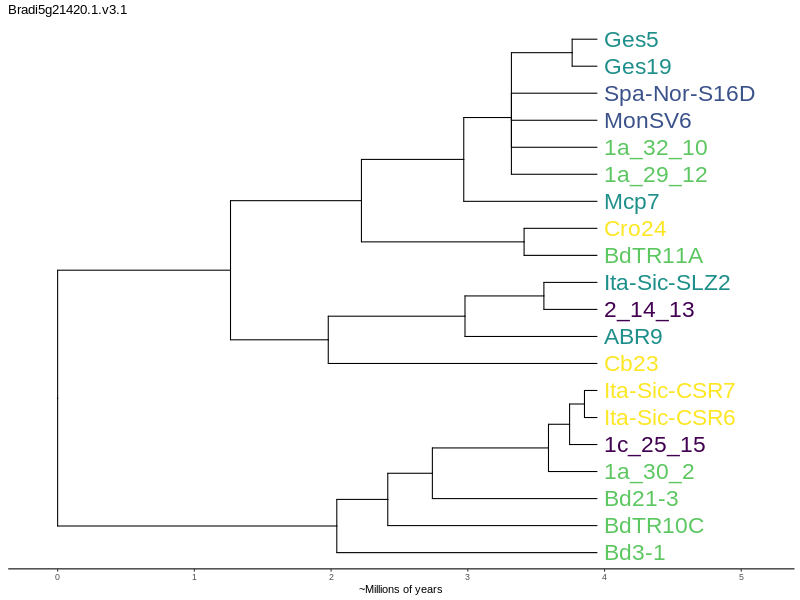 Bradi5g21420.1.v3.1
Ges5
Ges19
Spa-Nor-S16D
MonSV6
1a_32_10
1a_29_12
Mcp7
Cro24
BdTR11A
Ita-Sic-SLZ2
2_14_13
ABR9
Cb23
Ita-Sic-CSR7
Ita-Sic-CSR6
1c_25_15
1a_30_2
Bd21-3
BdTR10C
Bd3-1
0 1 2 3 4 5
~Millions of years